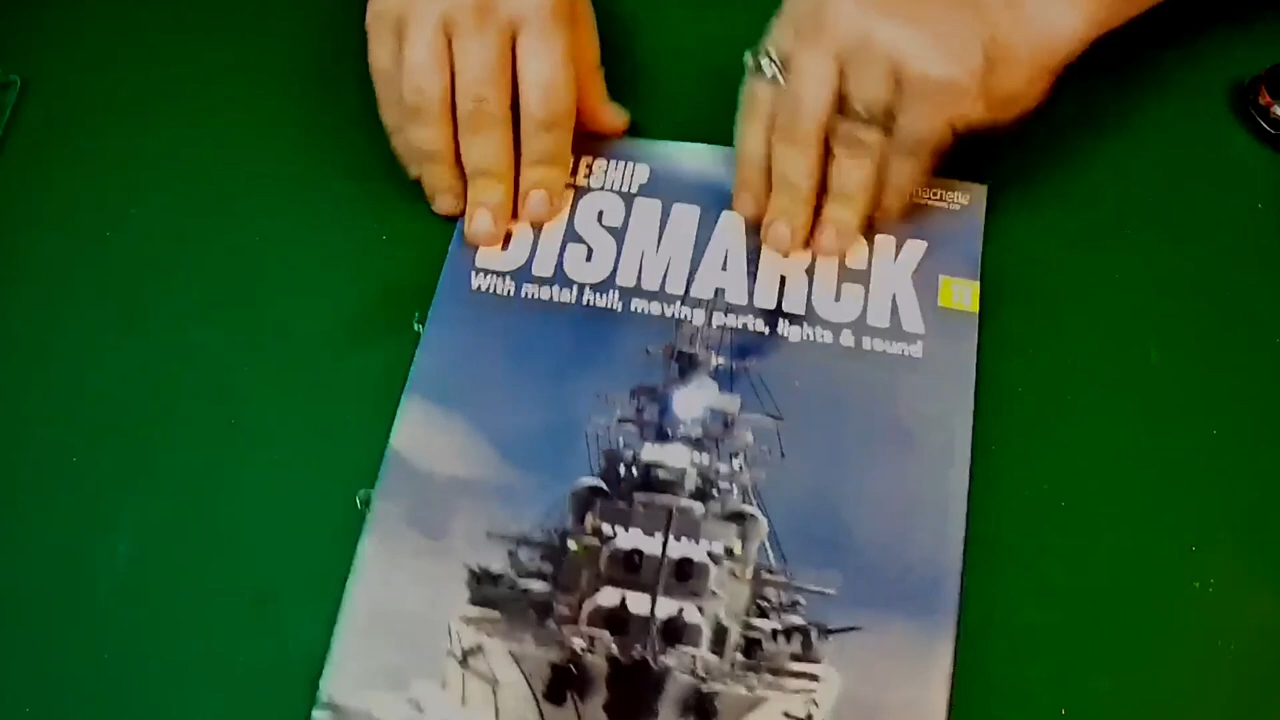 LESHIP
hachette
BISMARCK
With metal hull, moving parts, lights & sound